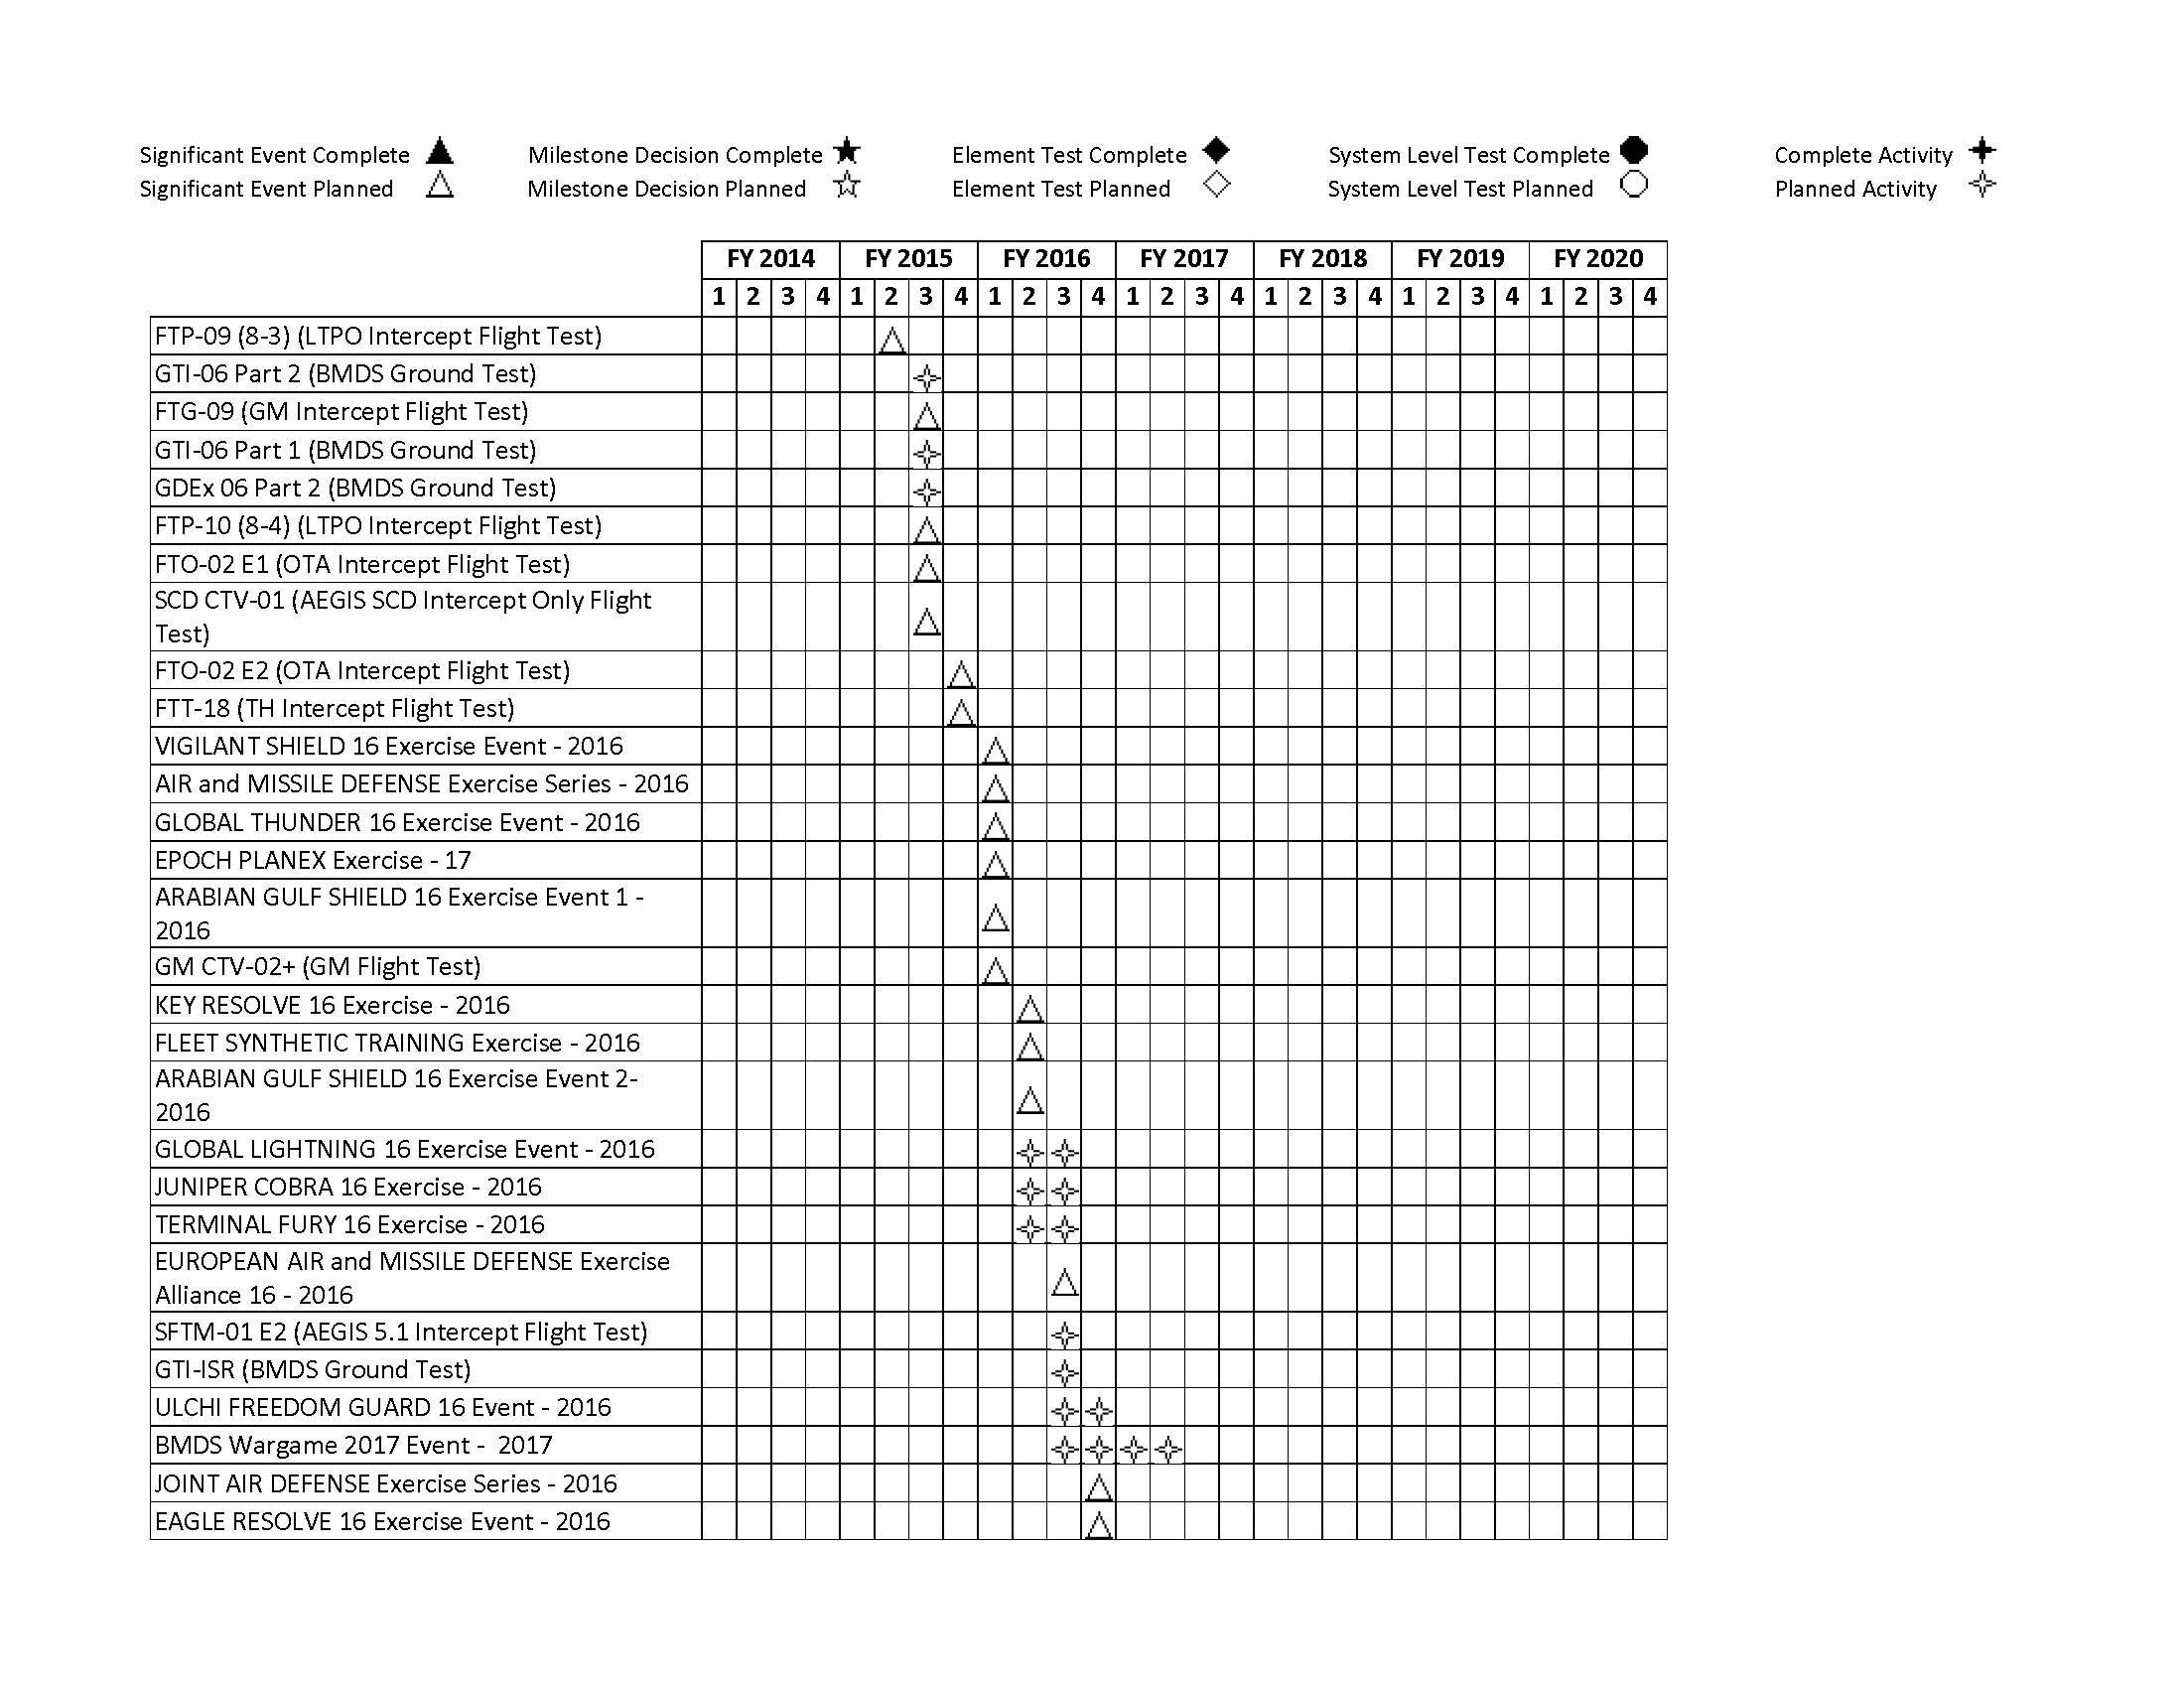 Significant Event Complete
Milestone Decision Complete
Element Test Complete
System Level Test Complete
Complete Activity
Significant Event Planned
Milestone Decision Planned
Element Test Planned
System Level Test Planned
Planned Activity
FY 2014 FY 2015 FY 2016 FY 2017 FY 2018 FY 2019 FY 2020
1 2 3 4 1 2 3 4 1 2 3 4 1 2 3 4 1 2 3 4 1 2 3 4 1 2 3 4
FTP-09 (8-3) (LTPO Intercept Flight Test)
GTI-06 Part 2 (BMDS Ground Test)
FTG-09 (GM Intercept Flight Test)
GTI-06 Part 1 (BMDS Ground Test)
GDEx 06 Part 2 (BMDS Ground Test)
FTP-10 (8-4) (LTPO Intercept Flight Test)
FTO-02 E1 (OTA Intercept Flight Test)
SCD CTV-01 (AEGIS SCD Intercept Only Flight
Test)
FTO-02 E2 (OTA Intercept Flight Test)
FTT-18 (TH Intercept Flight Test)
VIGILANT SHIELD 16 Exercise Event - 2016
AIR and MISSILE DEFENSE Exercise Series - 2016
GLOBAL THUNDER 16 Exercise Event - 2016
EPOCH PLANEX Exercise - 17
ARABIAN GULF SHIELD 16 Exercise Event 1 -
2016
GM CTV-02+ (GM Flight Test)
KEY RESOLVE 16 Exercise - 2016
FLEET SYNTHETIC TRAINING Exercise - 2016
ARABIAN GULF SHIELD 16 Exercise Event 2-
2016
GLOBAL LIGHTNING 16 Exercise Event - 2016
JUNIPER COBRA 16 Exercise - 2016
TERMINAL FURY 16 Exercise - 2016
EUROPEAN AIR and MISSILE DEFENSE Exercise
Alliance 16 - 2016
SFTM-01 E2 (AEGIS 5.1 Intercept Flight Test)
GTI-ISR (BMDS Ground Test)
ULCHI FREEDOM GUARD 16 Event - 2016
BMDS Wargame 2017 Event -  2017
JOINT AIR DEFENSE Exercise Series - 2016
EAGLE RESOLVE 16 Exercise Event - 2016